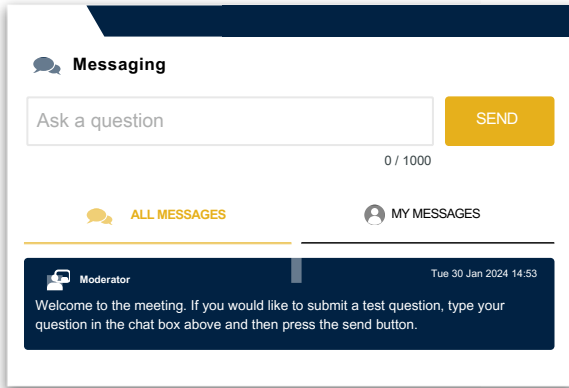 Messaging
Ask a question
SEND
0 / 1000
ALL MESSAGES
MY MESSAGES
Moderator
Tue 30 Jan 2024 14:53
Welcome to the meeting. If you would like to submit a test question, type your
question in the chat box above and then press the send button.